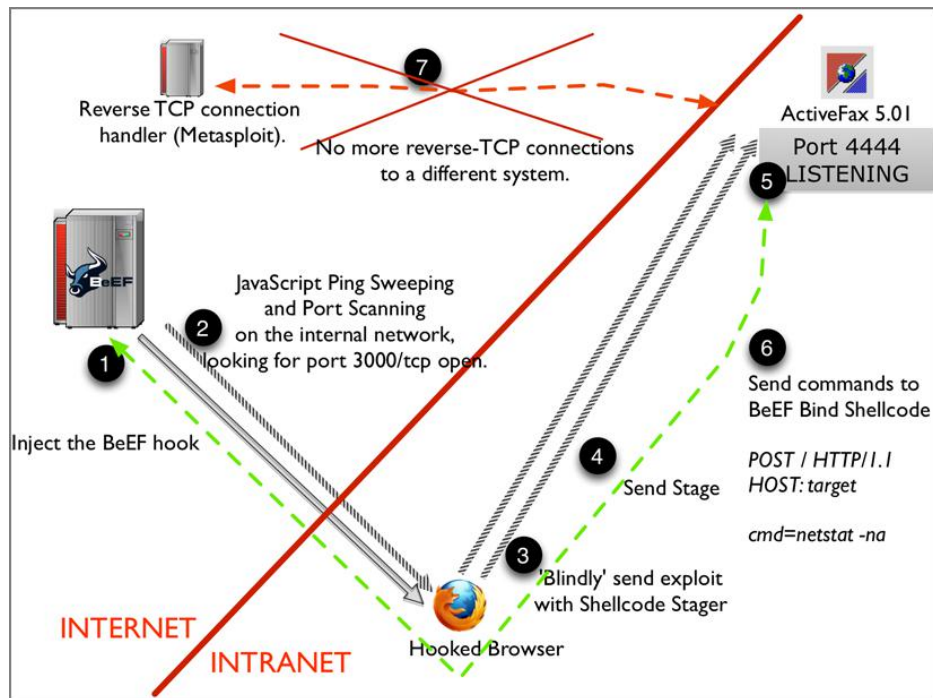 7
Reverse TCP connection
handler (Metasploit).
No more reverse-TCP connections
to a different system.
ActiveFax 5.01
Port 4444
LISTENING
5
BeEF
JavaScript Ping Sweeping
and Port Scanning
on the internal network,
looking for port 3000/tcp open.
2
1
Inject the BeEF hook
6
Send commands to
BeEF Bind Shellcode
POST / HTTP/1.1
HOST: target
cmd=netstat -na
4
Send Stage
3
'Blindly' send exploit
with Shellcode Stager
Hooked Browser
INTERNET
INTRANET